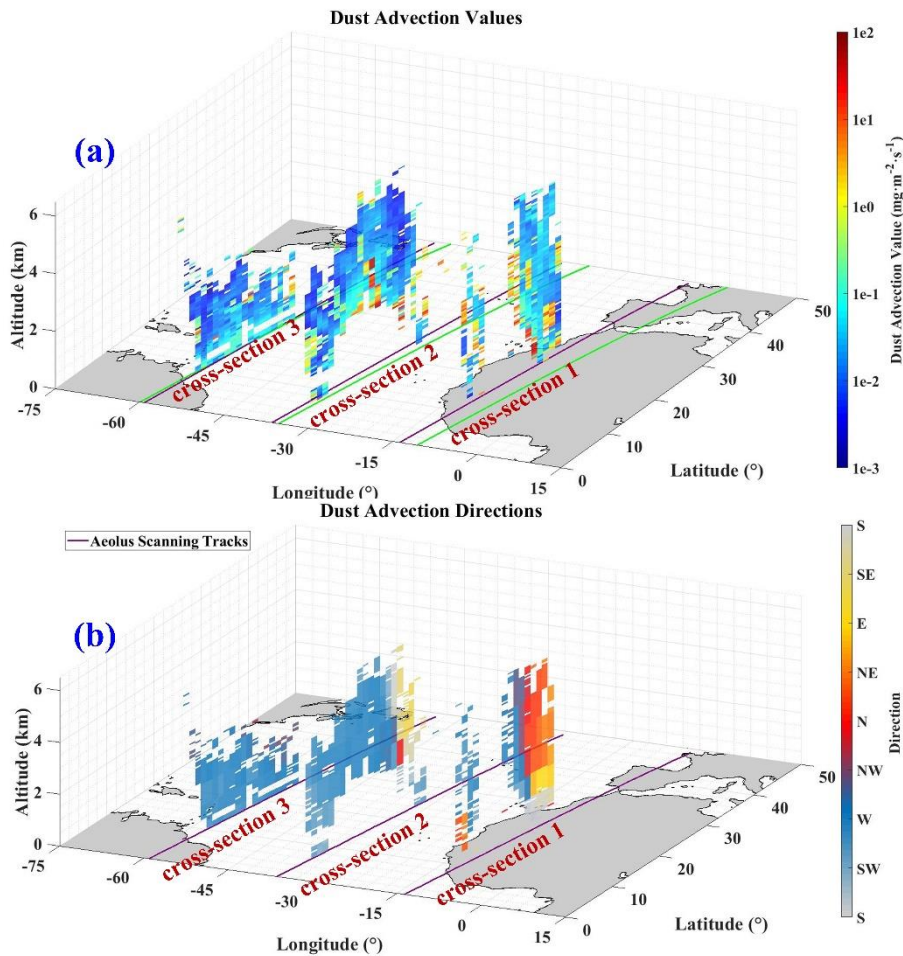 Dust Advection Values
(a)
6
4
2
0
Altitude (km)
-75
-60
-45
-30
-15
0
15
Longitude (°)
0
10
20
30
40
50
Latitude (°)
cross-section 3
cross-section 2
cross-section 1
1e2
1e1
1e0
1e-1
1e-2
1e-3
Dust Advection Value (mg·m⁻²·s⁻¹)
Dust Advection Directions
Aeolus Scanning Tracks
(b)
6
4
2
0
Altitude (km)
-75
-60
-45
-30
-15
0
15
Longitude (°)
0
10
20
30
40
50
Latitude (°)
cross-section 3
cross-section 2
cross-section 1
S
SE
E
NE
N
NW
W
SW
S
Direction